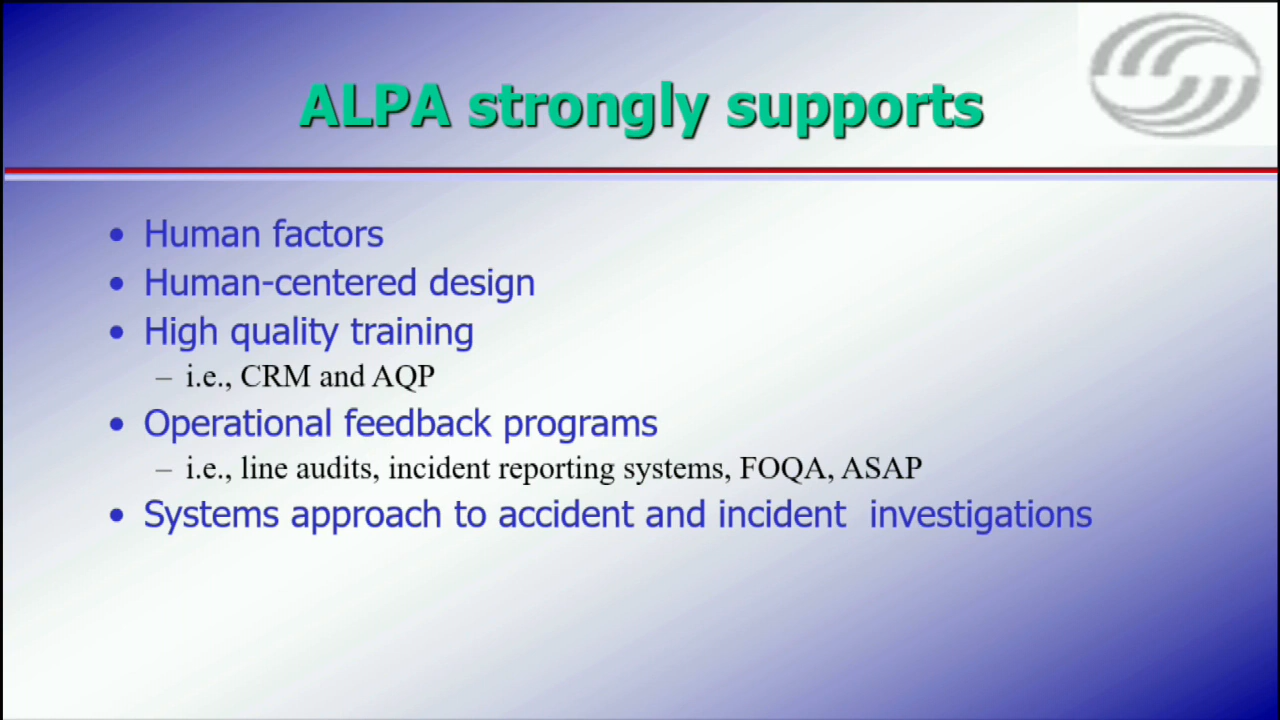 ALPA strongly supports
• Human factors
• Human-centered design
• High quality training
– i.e., CRM and AQP
• Operational feedback programs
– i.e., line audits, incident reporting systems, FOQA, ASAP
• Systems approach to accident and incident  investigations